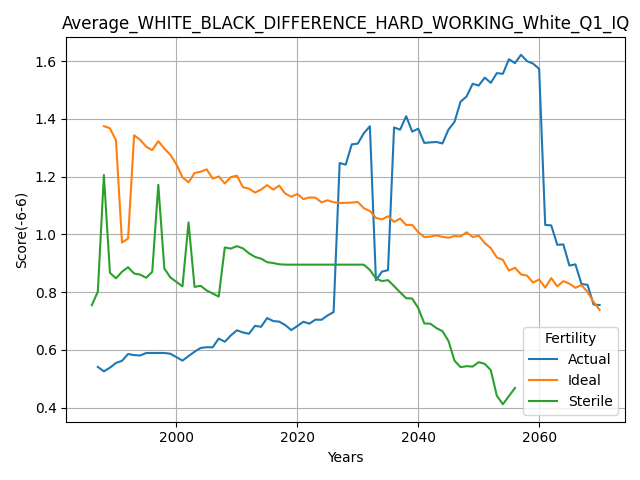 Average_WHITE_BLACK_DIFFERENCE_HARD_WORKING_White_Q1_IQ
Score(-6-6)
1.6
1.4
1.2
1.0
0.8
0.6
0.4
2000
2020
2040
2060
Years
Fertility
Actual
Ideal
Sterile